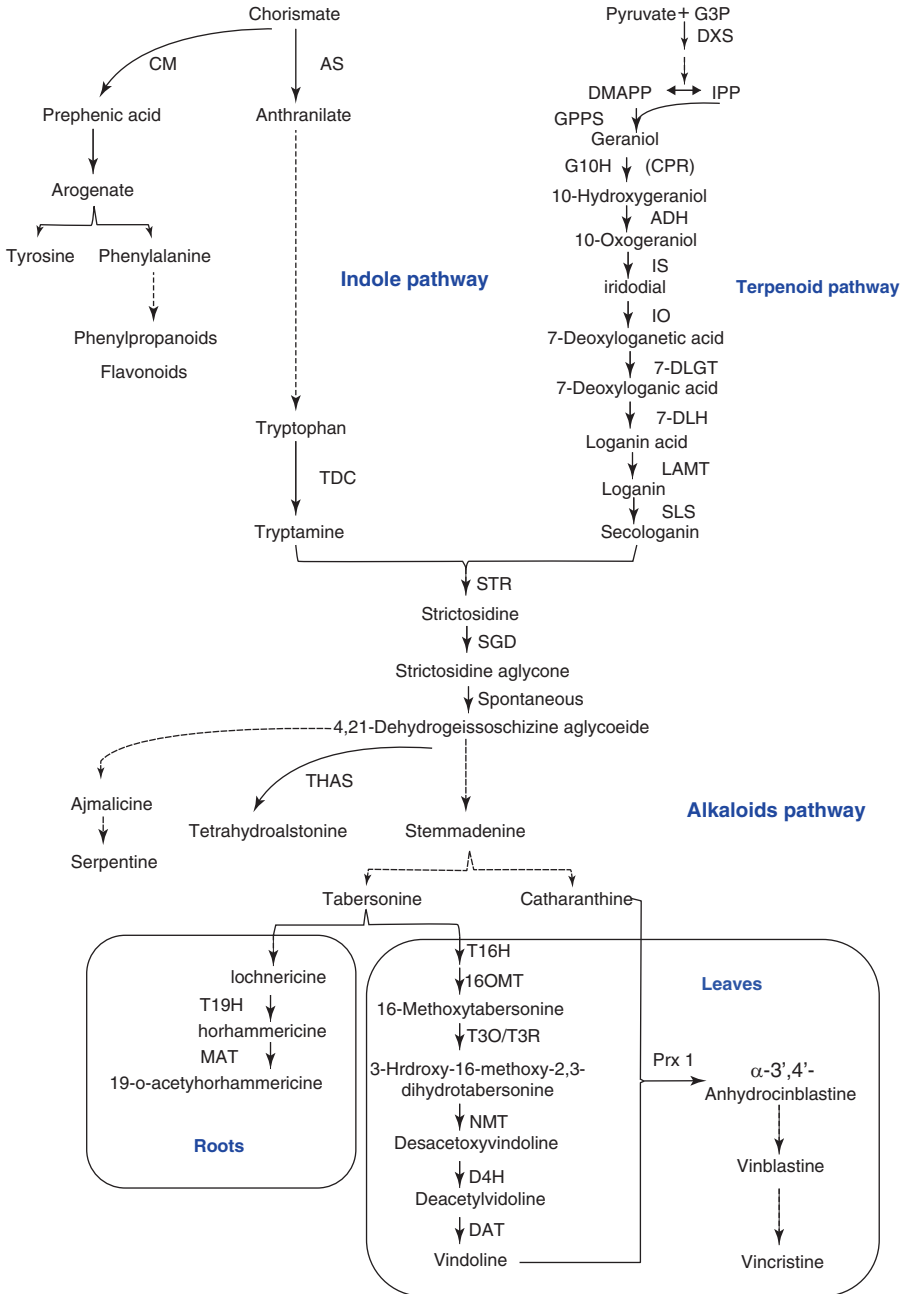 Chorismate
CM
AS
Prephenic acid
Anthranilate
Arogenate
Tyrosine
Phenylalanine
Phenylpropanoids
Flavonoids
Indole pathway
Tryptophan
TDC
Tryptamine
Pyruvate + G3P
DXS
DMAPP
IPP
GPPS
Geraniol
G10H
(CPR)
10-Hydroxygeraniol
ADH
10-Oxogeraniol
IS
iridodial
IO
7-Deoxyloganetic acid
7-DLGT
7-Deoxyloganic acid
7-DLH
Loganin acid
LAMT
Loganin
SLS
Secologanin
Terpenoid pathway
STR
Strictosidine
SGD
Strictosidine aglycone
Spontaneous
4,21-Dehydrogeissoschizine aglycoeide
THAS
Ajmalicine
Serpentine
Tetrahydroalstonine
Stemmadenine
Alkaloids pathway
Tabersonine
Catharanthine
lochnericine
T19H
horhammericine
MAT
19-o-acetyhorhammericine
Roots
T16H
16OMT
16-Methoxytabersonine
T3O/T3R
3-Hrdroxy-16-methoxy-2,3-
dihydrotabersonine
NMT
Desacetoxyvindoline
D4H
Deacetylvidoline
DAT
Vindoline
Leaves
Prx 1
α-3’,4’-
Anhydrocinblastine
Vinblastine
Vincristine